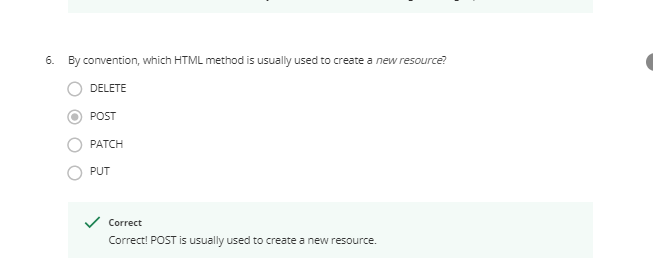 6. By convention, which HTML method is usually used to create a new resource?
DELETE
POST
PATCH
PUT
Correct
Correct! POST is usually used to create a new resource.